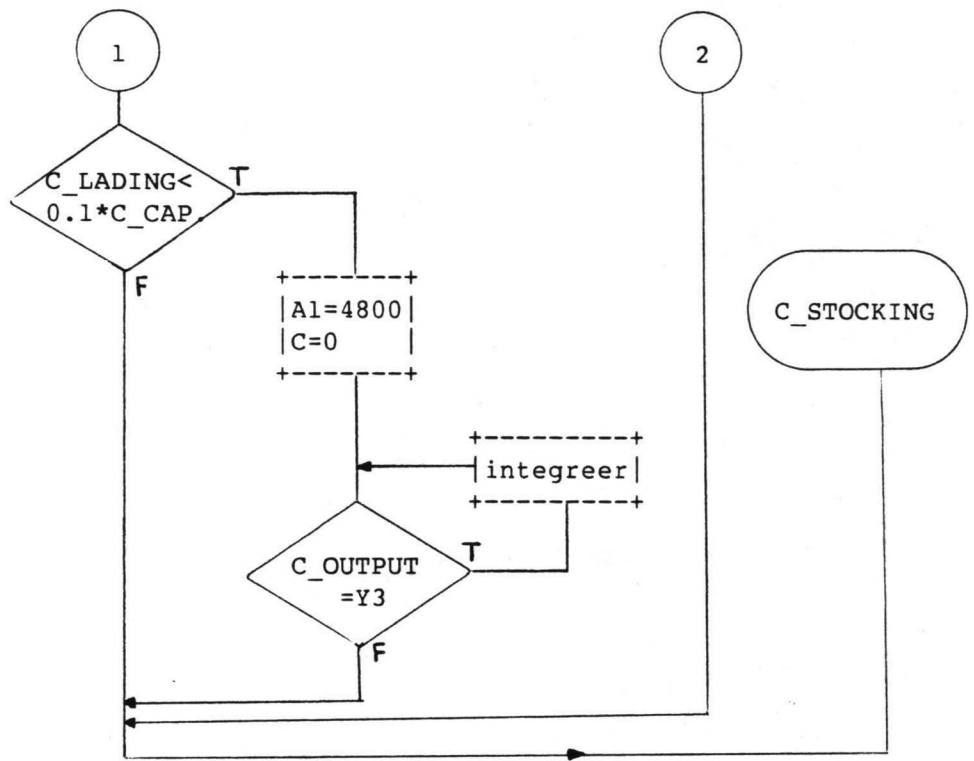 1
2
C_LADING<
0.1*C_CAP.
T
F
A1=4800
C=0
C_STOCKING
integreer
C_OUTPUT
=Y3
T
F